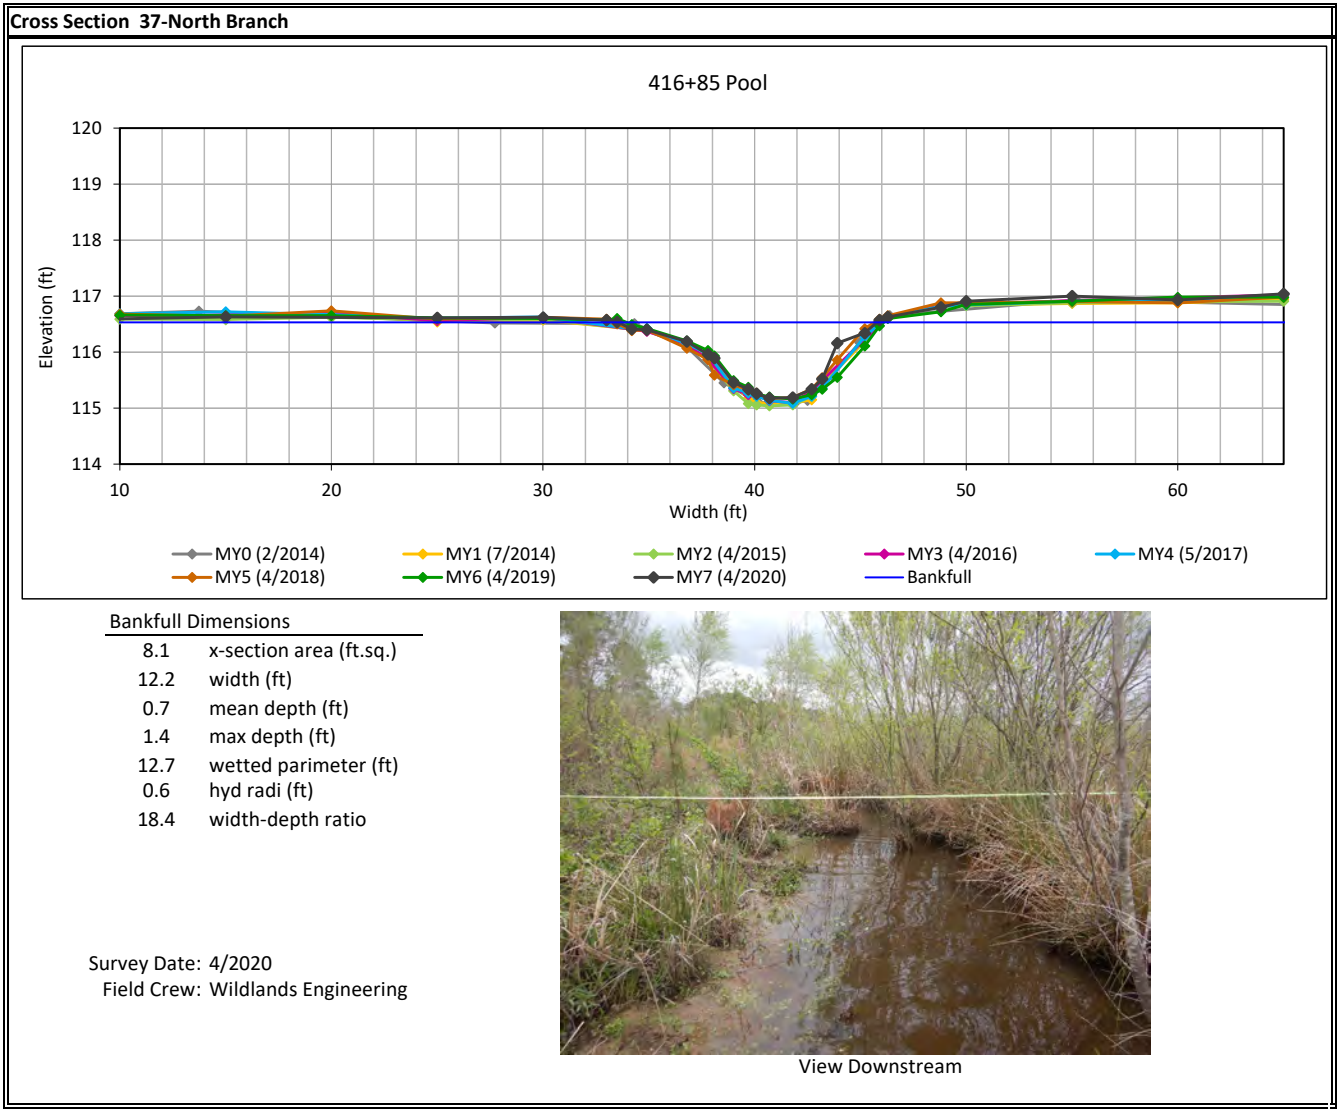 Cross Section 37-North Branch
416+85 Pool
120
119
118
117
116
115
114
Elevation (ft)
10 20 30 40 50 60
Width (ft)
MY0 (2/2014) MY1 (7/2014) MY2 (4/2015) MY3 (4/2016) MY4 (5/2017)
MY5 (4/2018) MY6 (4/2019) MY7 (4/2020) Bankfull
Bankfull Dimensions
8.1 x-section area (ft.sq.)
12.2 width (ft)
0.7 mean depth (ft)
1.4 max depth (ft)
12.7 wetted parimeter (ft)
0.6 hyd radi (ft)
18.4 width-depth ratio
Survey Date: 4/2020
Field Crew: Wildlands Engineering
View Downstream